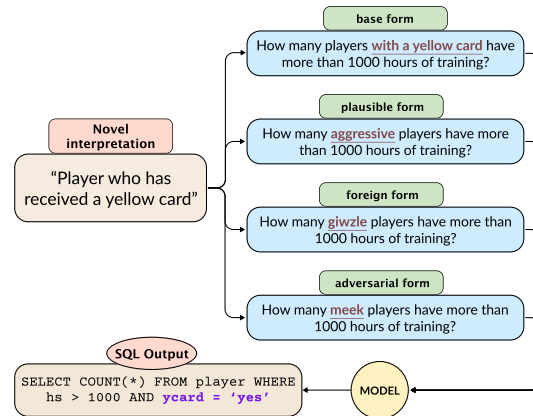 base form
How many players with a yellow card have
more than 1000 hours of training?
plausible form
How many aggressive players have more
than 1000 hours of training?
Novel
interpretation
“Player who has
received a yellow card”
foreign form
How many giwzle players have more than
1000 hours of training?
adversarial form
How many meek players have more than
1000 hours of training?
SQL Output
SELECT COUNT(*) FROM player WHERE
hs > 1000 AND ycard = ‘yes’
MODEL